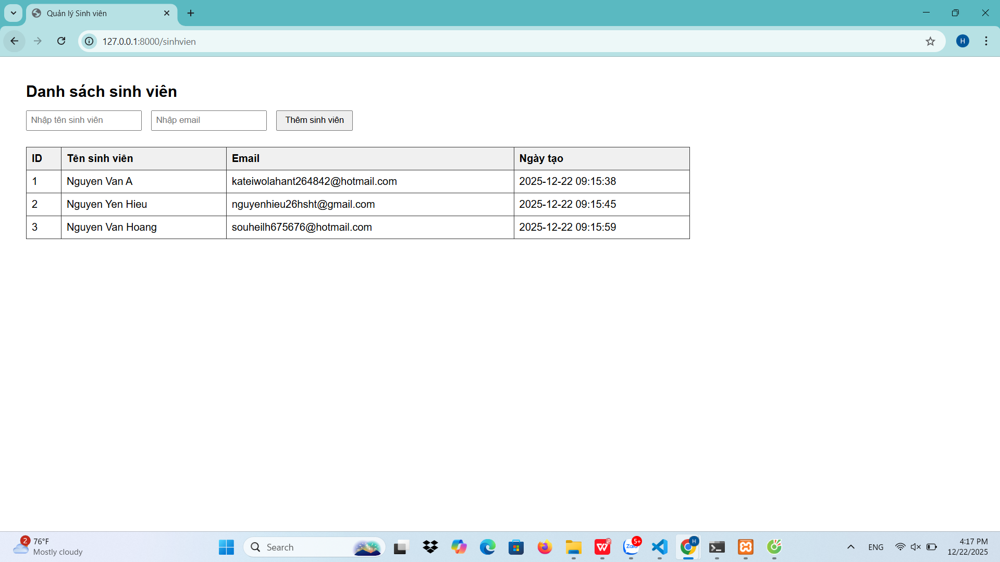 Quản lý Sinh viên
127.0.0.1:8000/sinhvien
H
Danh sách sinh viên
Nhập tên sinh viên Nhập email Thêm sinh viên
ID Tên sinh viên Email Ngày tạo
1 Nguyen Van A kateiwolahant264842@hotmail.com 2025-12-22 09:15:38
2 Nguyen Yen Hieu nguyenhieu26hsht@gmail.com 2025-12-22 09:15:45
3 Nguyen Van Hoang souheilh675676@hotmail.com 2025-12-22 09:15:59
2 76°F
Mostly cloudy
Search
Zalo 5+
H
ENG
4:17 PM
12/22/2025